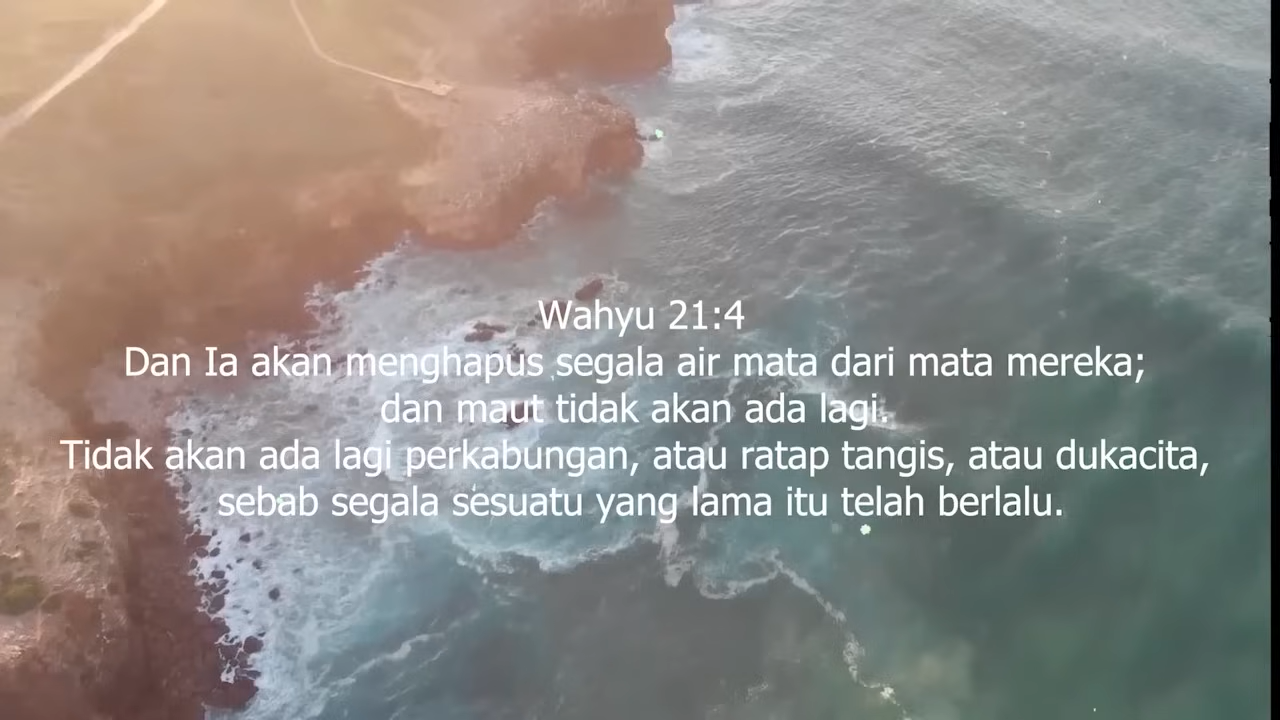 Wahyu 21:4
Dan Ia akan menghapus segala air mata dari mata mereka;
dan maut tidak akan ada lagi.
Tidak akan ada lagi perkabungan, atau ratap tangis, atau dukacita,
sebab segala sesuatu yang lama itu telah berlalu.